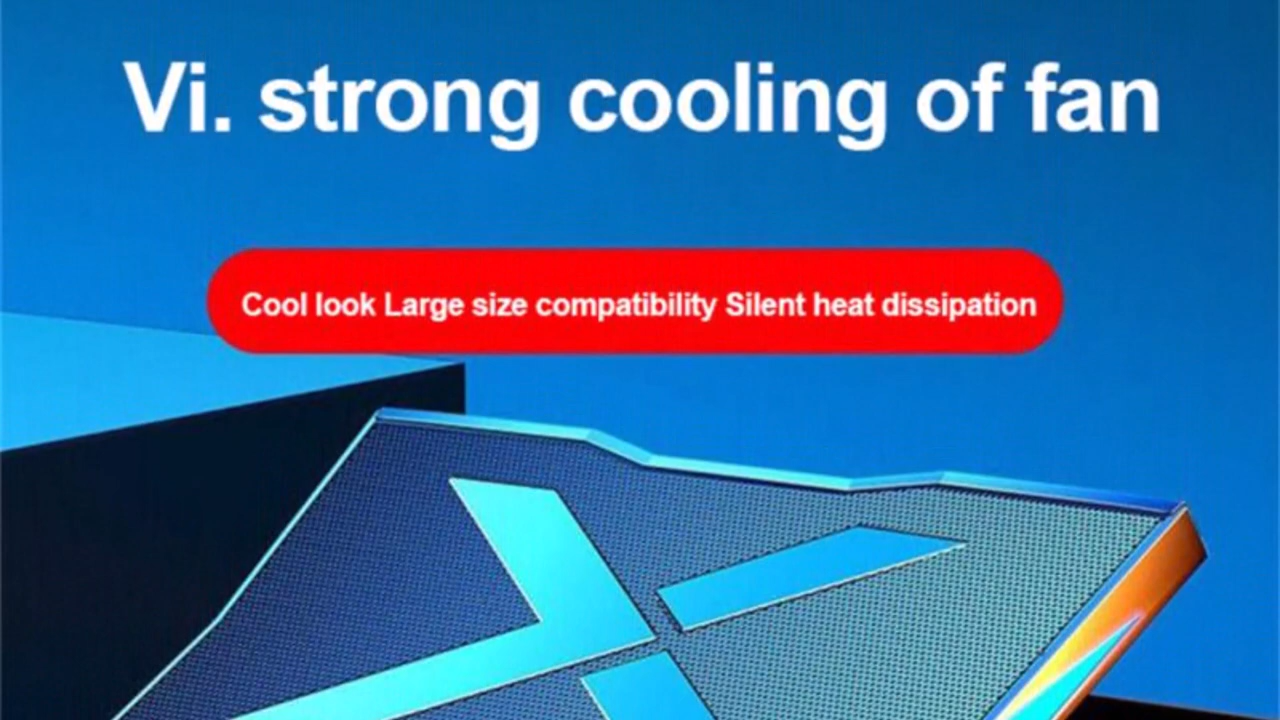 Vi. strong cooling of fan
Cool look Large size compatibility Silent heat dissipation